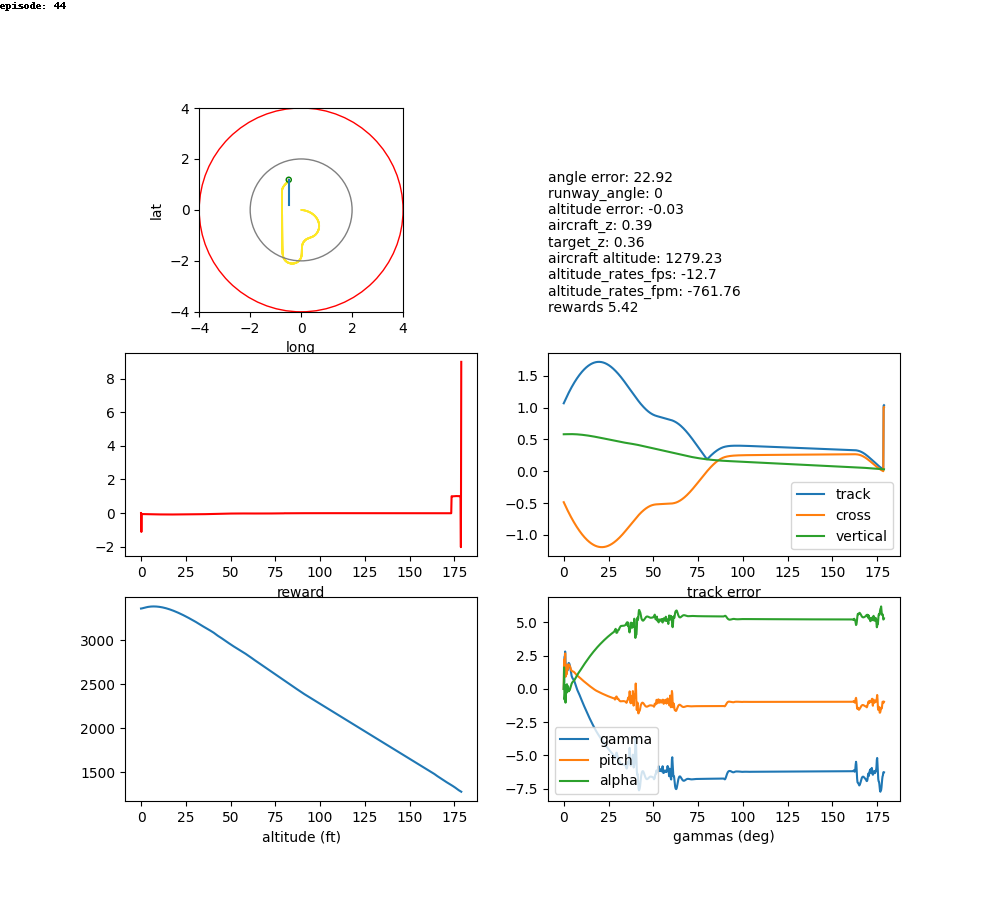 episode: 44
4
2
0
−2
−4
lat
−4 −2 0 2 4
long
angle error: 22.92
runway_angle: 0
altitude error: -0.03
aircraft_z: 0.39
target_z: 0.36
aircraft altitude: 1279.23
altitude_rates_fps: -12.7
altitude_rates_fpm: -761.76
rewards 5.42
8
6
4
2
0
−2
0 25 50 75 100 125 150 175
reward
1.5
1.0
0.5
0.0
−0.5
−1.0
track
cross
vertical
0 25 50 75 100 125 150 175
track error
3000
2500
2000
1500
0 25 50 75 100 125 150 175
altitude (ft)
5.0
2.5
0.0
−2.5
−5.0
−7.5
gamma
pitch
alpha
0 25 50 75 100 125 150 175
gammas (deg)